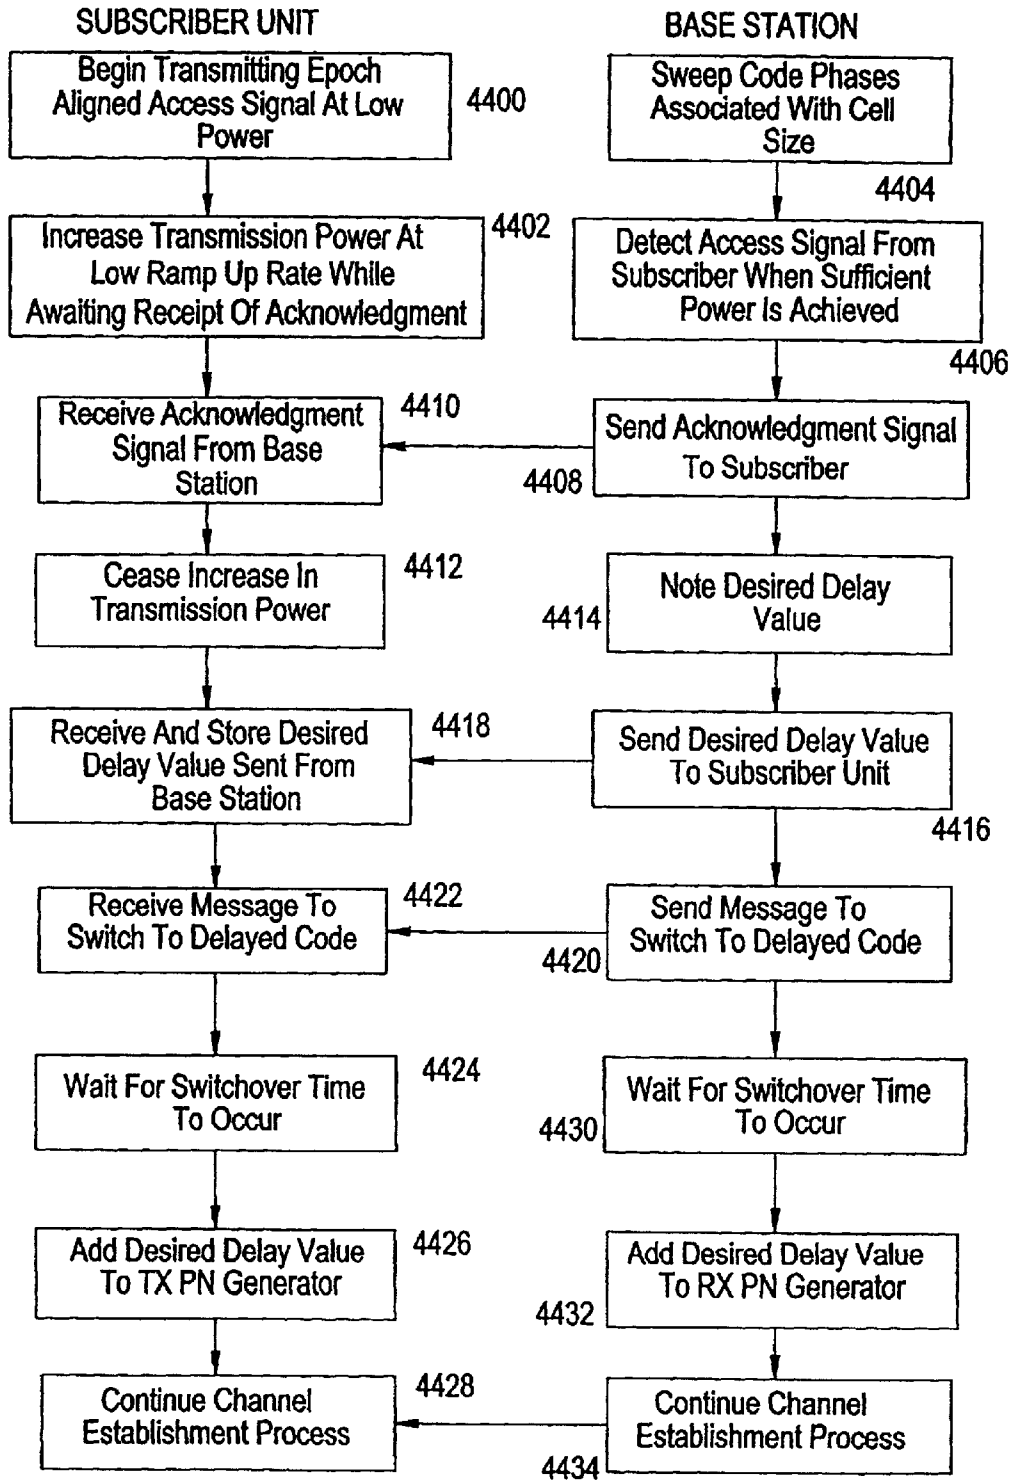 SUBSCRIBER UNIT
BASE STATION
Begin Transmitting Epoch
Aligned Access Signal At Low
Power
4400
Sweep Code Phases
Associated With Cell
Size
4404
Increase Transmission Power At
Low Ramp Up Rate While
Awaiting Receipt Of Acknowledgment
4402
Detect Access Signal From
Subscriber When Sufficient
Power Is Achieved
4406
Receive Acknowledgment
Signal From Base
Station
4410
Send Acknowledgment Signal
To Subscriber
4408
Cease Increase In
Transmission Power
4412
Note Desired Delay
Value
4414
Receive And Store Desired
Delay Value Sent From
Base Station
4418
Send Desired Delay Value
To Subscriber Unit
4416
Receive Message To
Switch To Delayed Code
4422
Send Message To
Switch To Delayed Code
4420
Wait For Switchover Time
To Occur
4424
Wait For Switchover Time
To Occur
4430
Add Desired Delay Value
To TX PN Generator
4426
Add Desired Delay Value
To RX PN Generator
4432
Continue Channel
Establishment Process
4428
Continue Channel
Establishment Process
4434